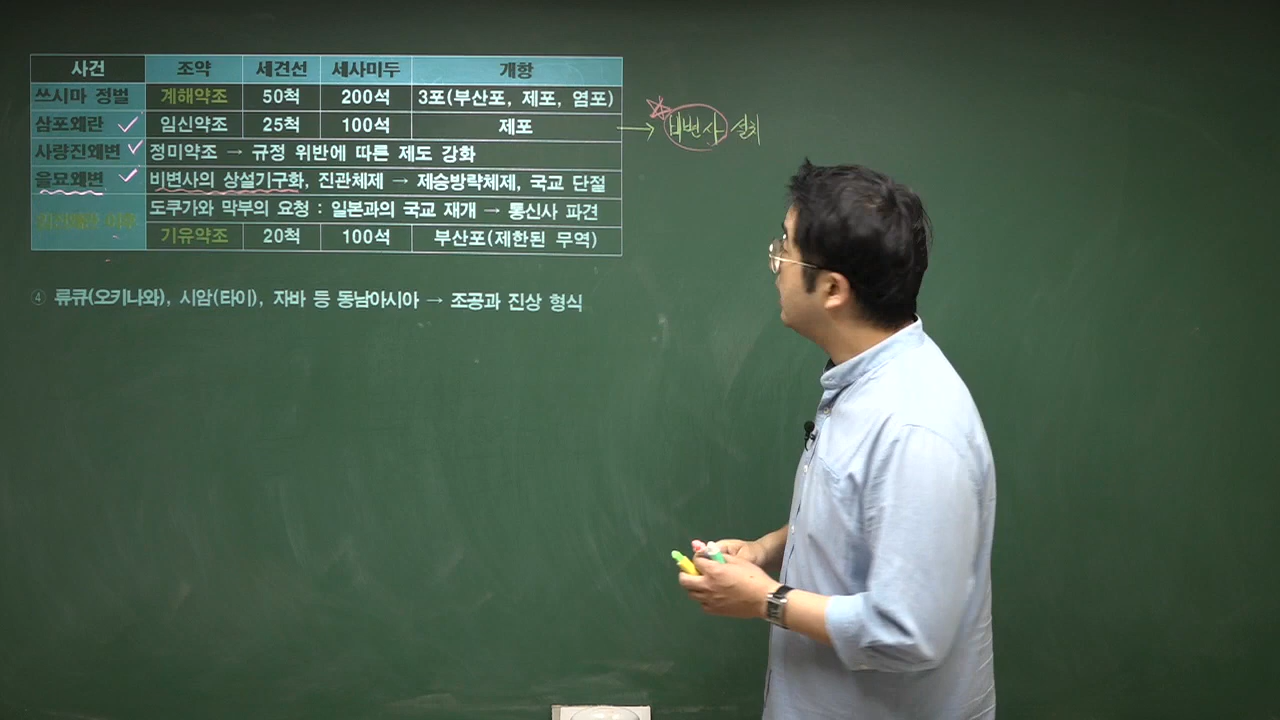 사건 조약 세견선 세사미두 개항
쓰시마 정벌 계해약조 50척 200석 3포(부산포, 제포, 염포)
삼포왜란 임신약조 25척 100석 제포 → 비변사 설치
사량진왜변 정미약조 → 규정 위반에 따른 제도 강화
을묘왜변 비변사의 상설기구화, 진관체제 → 제승방략체제, 국교 단절
임진왜란 이후 도쿠가와 막부의 요청 : 일본과의 국교 재개 → 통신사 파견
기유약조 20척 100석 부산포(제한된 무역)
④ 류큐(오키나와), 시암(타이), 자바 등 동남아시아 → 조공과 진상 형식